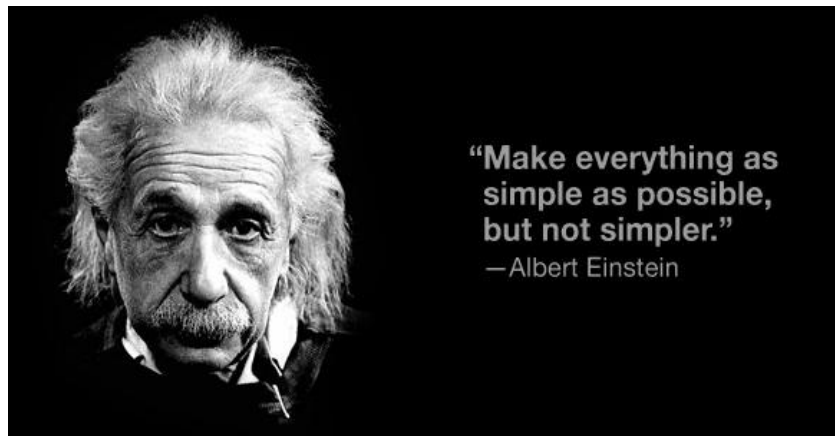 “Make everything as
simple as possible,
but not simpler.”
—Albert Einstein